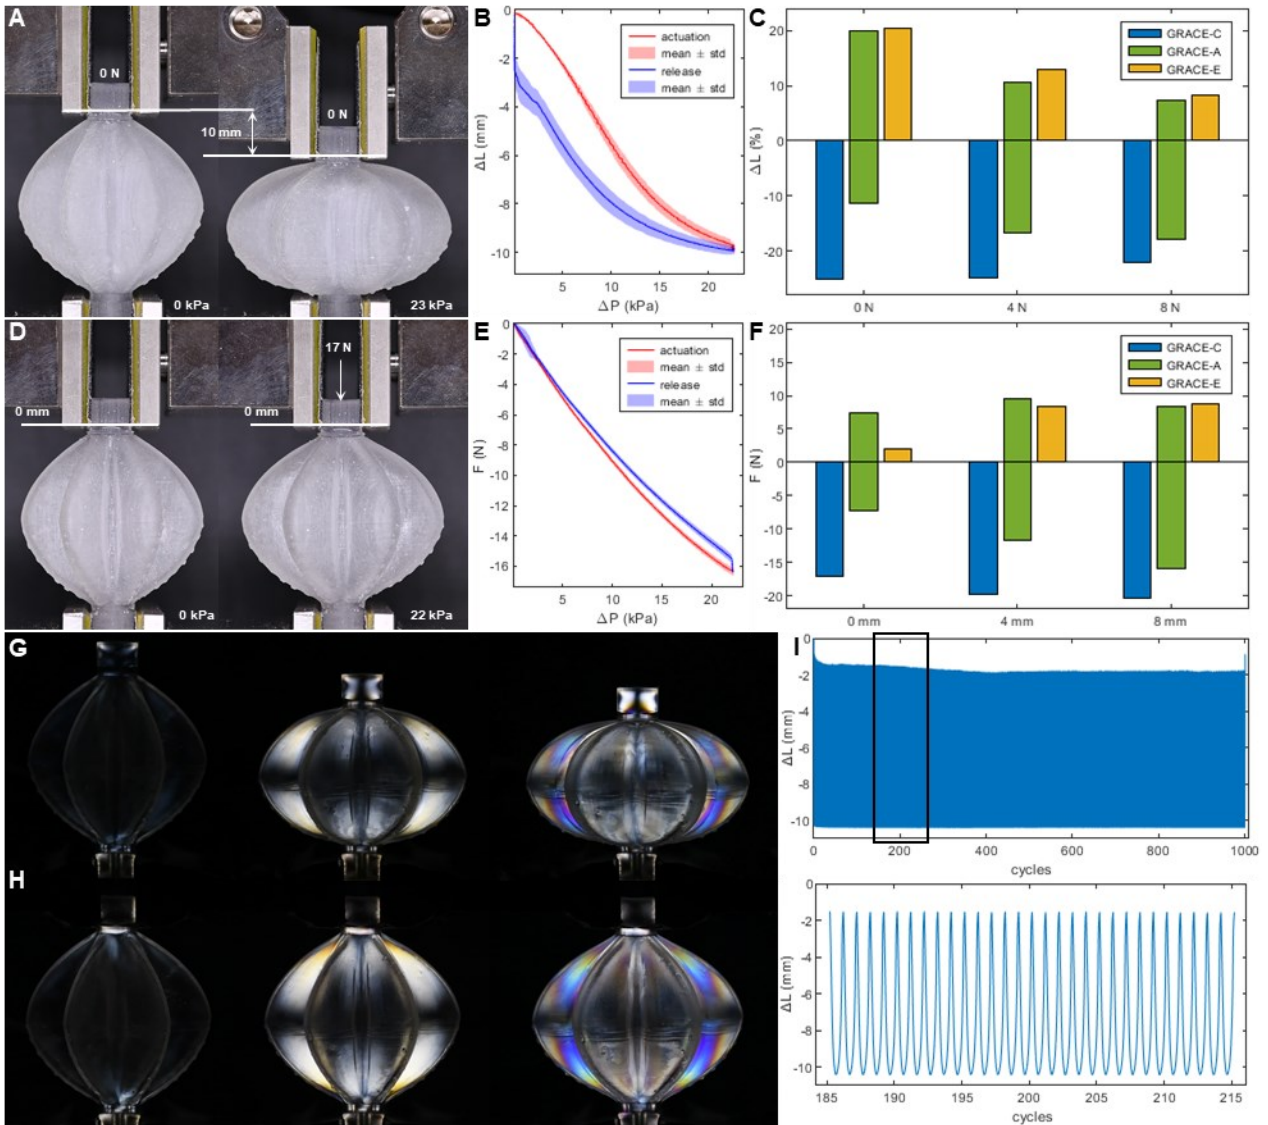 A
0 N
0 N
10 mm
0 kPa
23 kPa
B
actuation
mean ± std
release
mean ± std
0
-2
-4
-6
-8
-10
ΔL (mm)
5
10
15
20
ΔP (kPa)
C
GRACE-C
GRACE-A
GRACE-E
20
10
0
-10
-20
ΔL (%)
0 N
4 N
8 N
D
17 N
0 mm
0 mm
0 kPa
22 kPa
E
actuation
mean ± std
release
mean ± std
0
-2
-4
-6
-8
-10
-12
-14
-16
F (N)
5
10
15
20
ΔP (kPa)
F
GRACE-C
GRACE-A
GRACE-E
20
15
10
5
0
-5
-10
-15
-20
F (N)
0 mm
4 mm
8 mm
G
H
I
0
-2
-4
-6
-8
-10
ΔL (mm)
0
200
400
600
800
1000
cycles
0
-2
-4
-6
-8
-10
ΔL (mm)
185
190
195
200
205
210
215
cycles